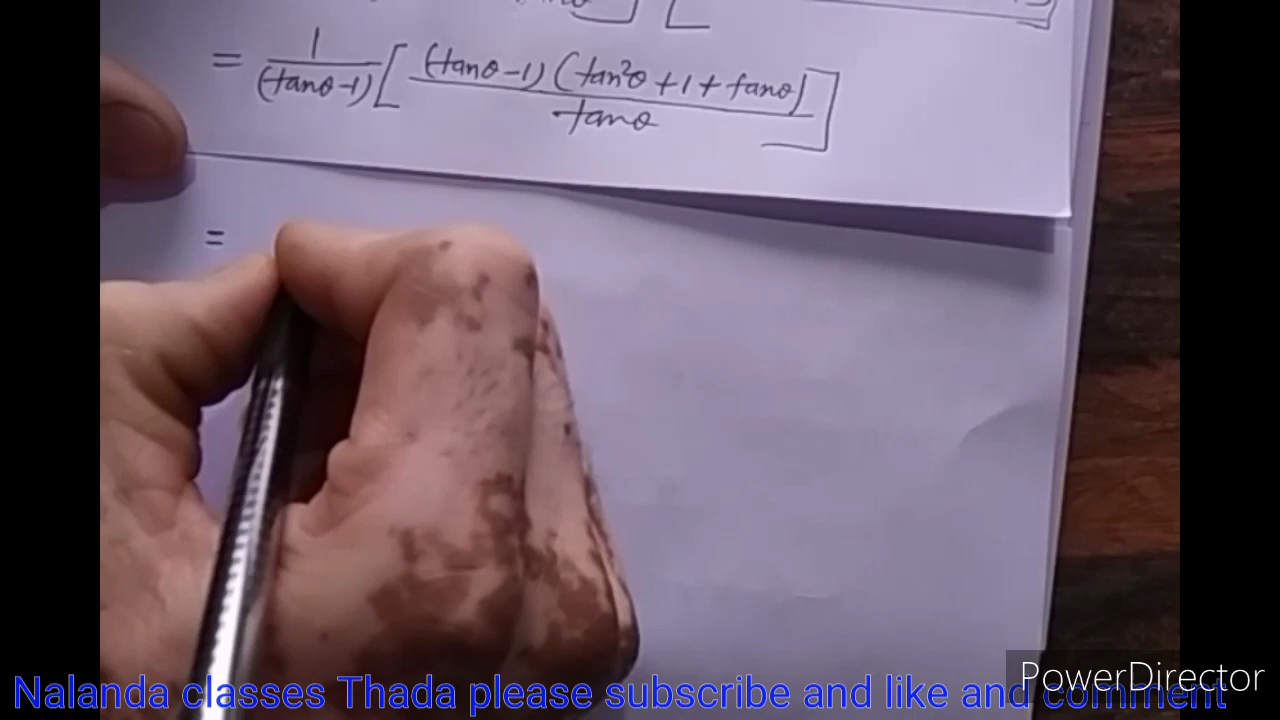 = 1/(tanθ-1) [ (tanθ-1) (tan²θ+1+tanθ) / tanθ ]
=
Nalanda classes Thada please subscribe and like and comment
PowerDirector